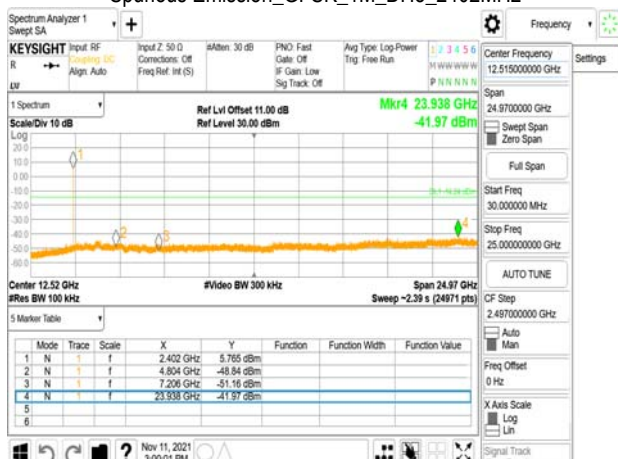 Spectrum Analyzer 1
Swept SA
+
Frequency
KEYSIGHT
R
LXI
Input: RF
Coupling: DC
Align: Auto
Input Z: 50 Ω
Corrections: Off
Freq Ref: Int (S)
#Atten: 30 dB
PNO: Fast
Gate: Off
IF Gain: Low
Sig Track: Off
Avg Type: Log-Power
Trig: Free Run
1 2 3 4 5 6
M W W W W W
P N N N N N
1 Spectrum
Scale/Div 10 dB
Log
Ref Lvl Offset 11.00 dB
Ref Level 30.00 dBm
Mkr4 23.938 GHz
-41.97 dBm
20.0
10.0
0.00
-10.0
-20.0
-30.0
-40.0
-50.0
-60.0
1
2
3
4
Center 12.52 GHz
#Res BW 100 kHz
#Video BW 300 kHz
Span 24.97 GHz
Sweep ~2.39 s (24971 pts)
5 Marker Table
Mode Trace Scale X Y Function Function Width Function Value
1 N 1 f 2.402 GHz 5.765 dBm
2 N 1 f 4.804 GHz -48.84 dBm
3 N 1 f 7.206 GHz -51.16 dBm
4 N 1 f 23.938 GHz -41.97 dBm
5
6
?
Nov 11, 2021
3:00:01 PM
Center Frequency
12.515000000 GHz
Settings
Span
24.9700000 GHz
Swept Span
Zero Span
Full Span
Start Freq
30.000000 MHz
Stop Freq
25.000000000 GHz
AUTO TUNE
CF Step
2.497000000 GHz
Auto
Man
Freq Offset
0 Hz
X Axis Scale
Log
Lin
Signal Track